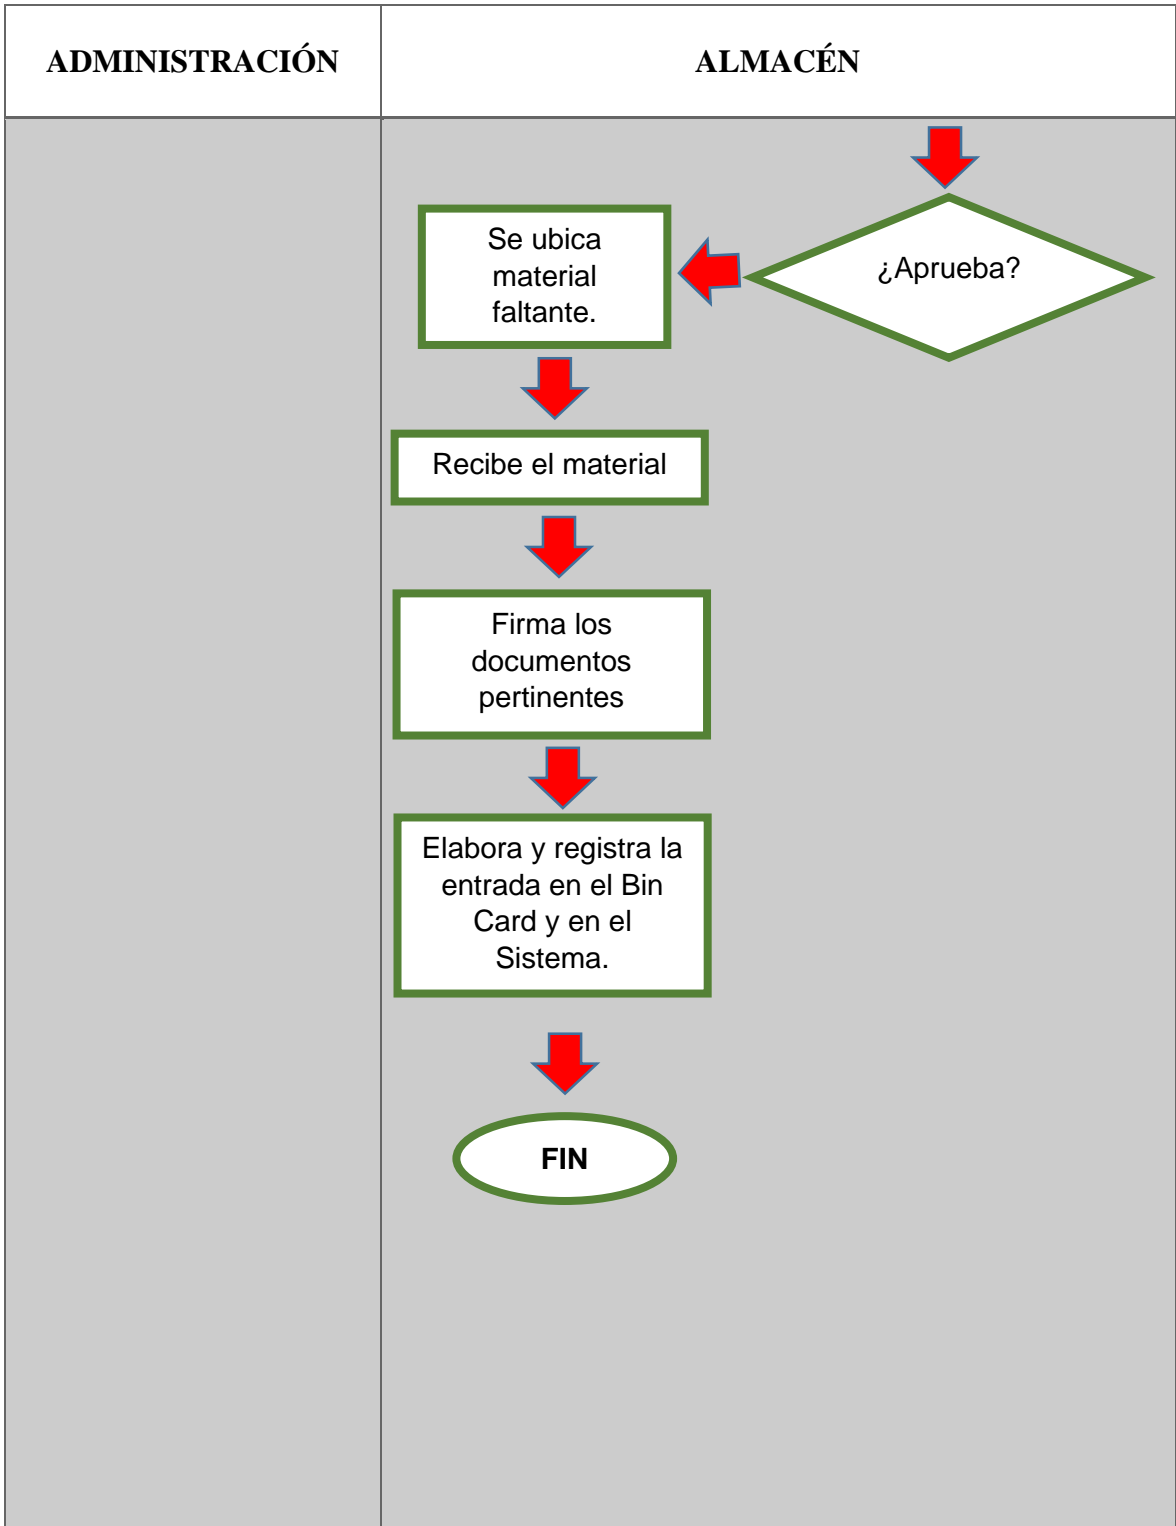 ADMINISTRACIÓN
ALMACÉN
¿Aprueba?
Se ubica
material
faltante.
Recibe el material
Firma los
documentos
pertinentes
Elabora y registra la
entrada en el Bin
Card y en el
Sistema.
FIN